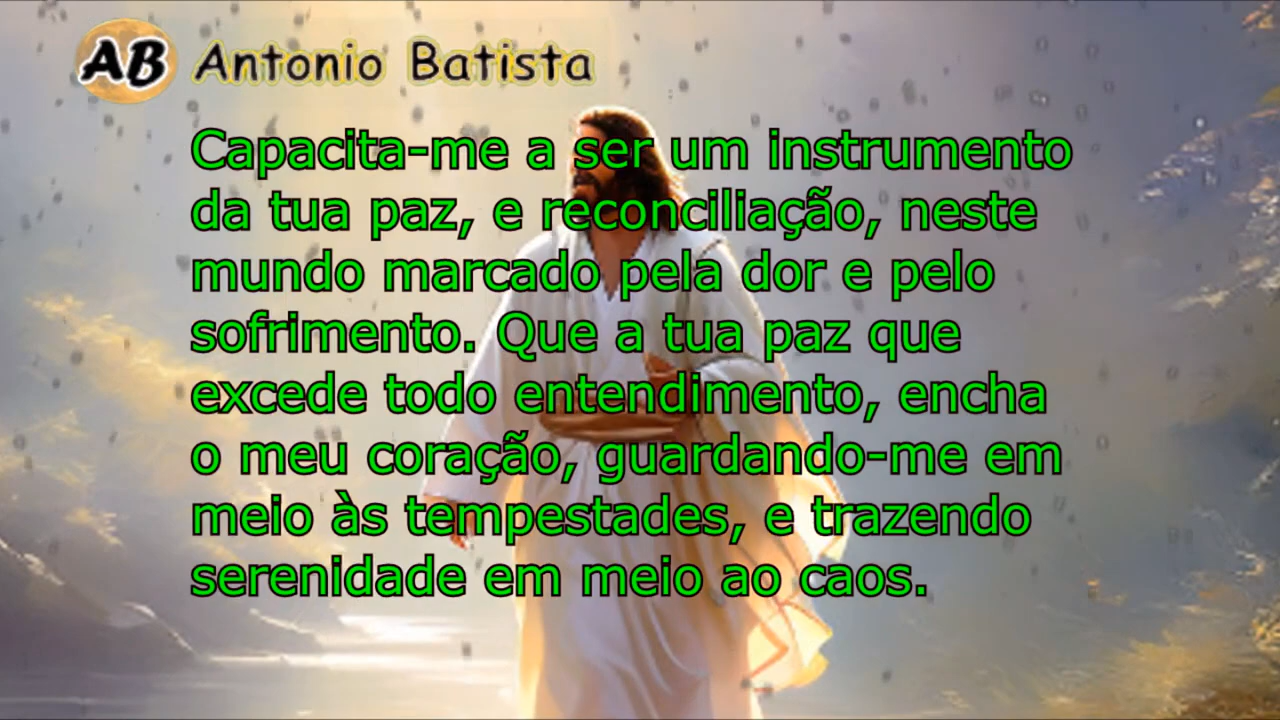 AB Antonio Batista
Capacita-me a ser um instrumento
da tua paz, e reconciliação, neste
mundo marcado pela dor e pelo
sofrimento. Que a tua paz que
excede todo entendimento, encha
o meu coração, guardando-me em
meio às tempestades, e trazendo
serenidade em meio ao caos.